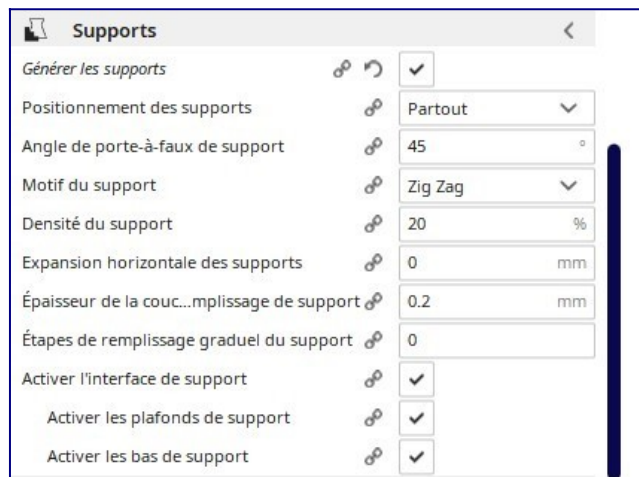 Supports
Générer les supports
Positionnement des supports Partout
Angle de porte-à-faux de support 45 °
Motif du support Zig Zag
Densité du support 20 %
Expansion horizontale des supports 0 mm
Épaisseur de la couc...mplissage de support 0.2 mm
Étapes de remplissage graduel du support 0
Activer l'interface de support
Activer les plafonds de support
Activer les bas de support